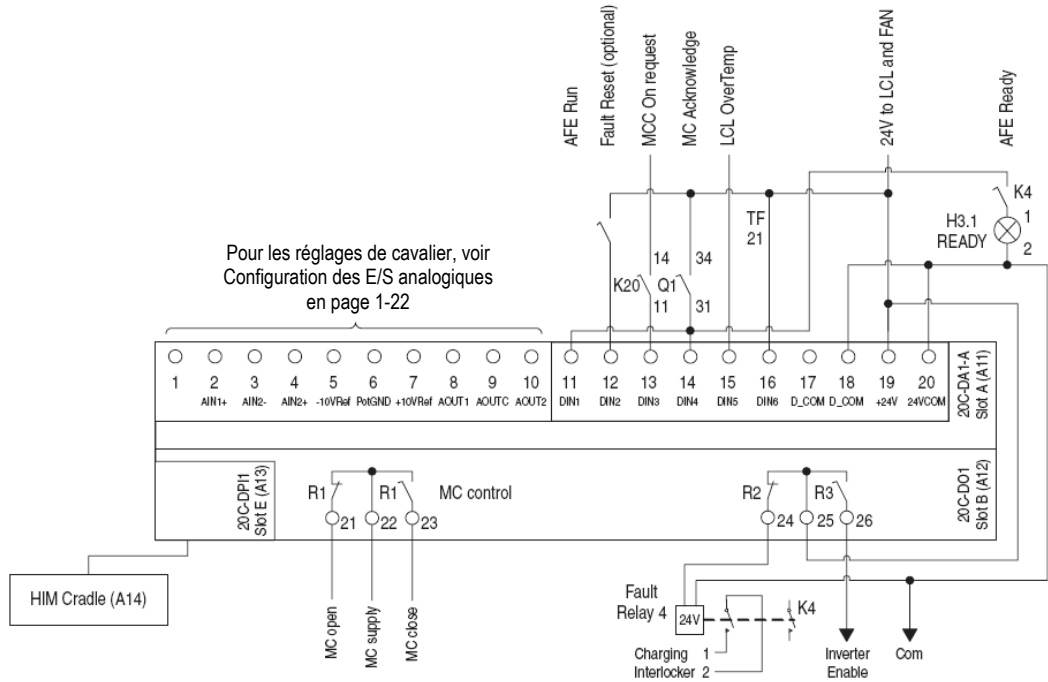 AFE Run
Fault Reset (optional)
MCC On request
MC Acknowledge
LCL OverTemp
24V to LCL and FAN
AFE Ready
K4
1
H3.1
READY
2
TF
21
14
34
K20
Q1
11
31
Pour les réglages de cavalier, voir
Configuration des E/S analogiques
en page 1-22
1 2 3 4 5 6 7 8 9 10 11 12 13 14 15 16 17 18 19 20
AIN1+ AIN2- AIN2+ -10VRef PotGND +10VRef AOUT1 AOUTC AOUT2 DIN1 DIN2 DIN3 DIN4 DIN5 DIN6 D_COM D_COM +24V 24VCOM
20C-DA1-A
Slot A (A11)
20C-DPI1
Slot E (A13)
R1
R1
MC control
21 22 23
R2
R3
24 25 26
20C-DO1
Slot B (A12)
HIM Cradle (A14)
MC open
MC supply
MC close
Fault
Relay 4
24V
K4
Charging 1
Interlocker 2
Inverter
Enable
Com